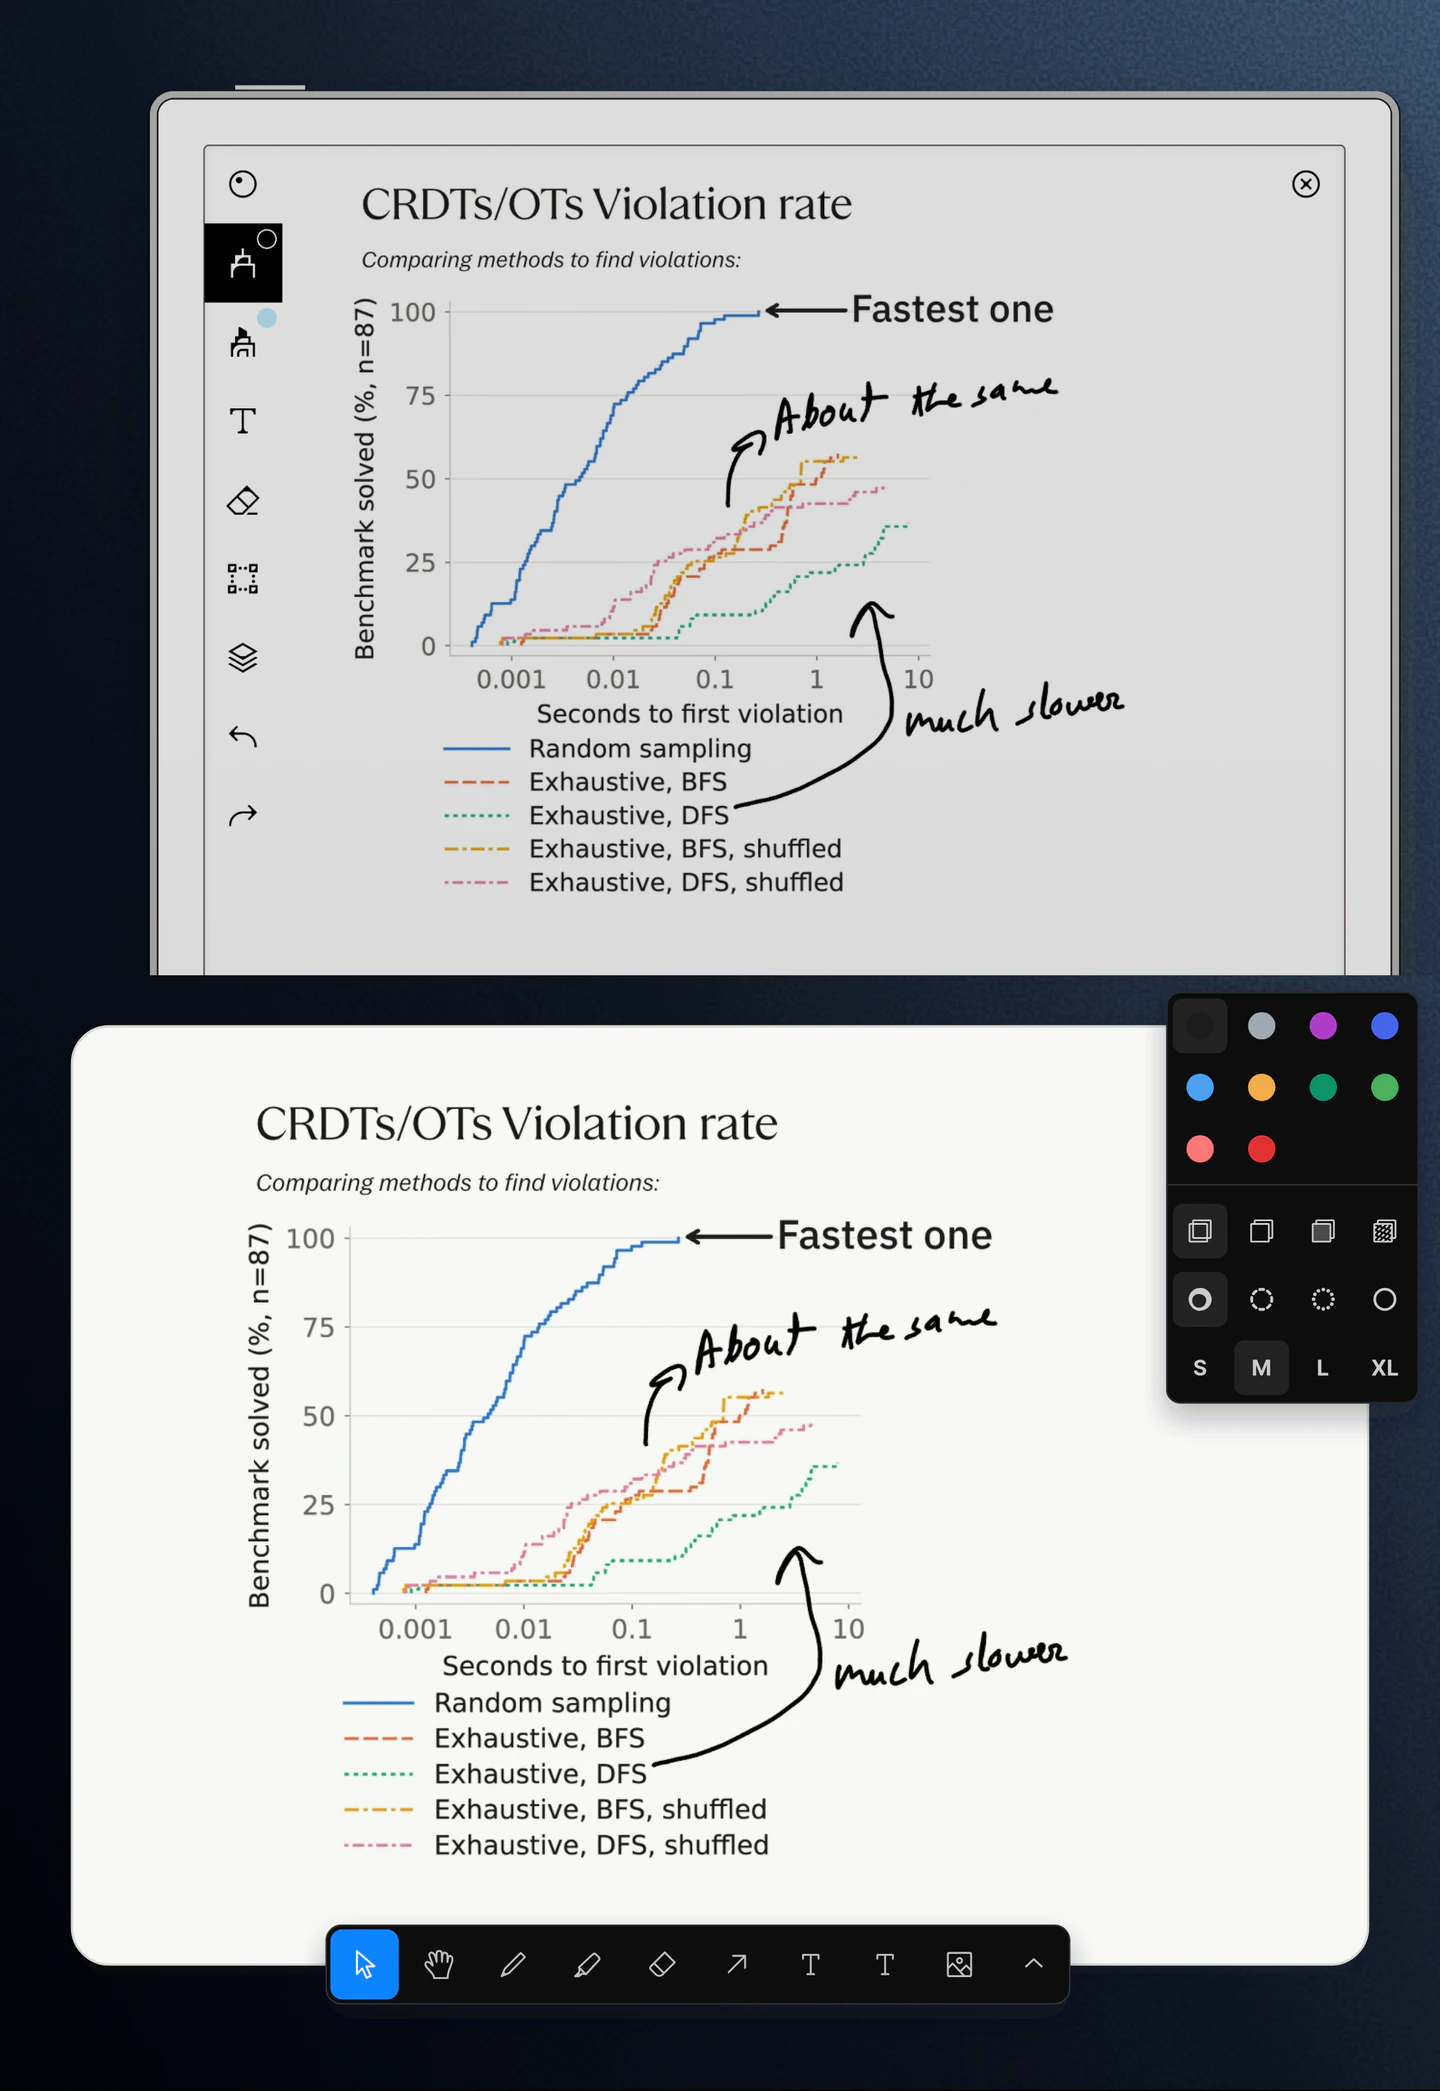 CRDTs/OTs Violation rate
Comparing methods to find violations:
Benchmark solved (%, n=87)
100
75
50
25
0
Fastest one
About the same
0.001 0.01 0.1 1 10
Seconds to first violation
much slower
Random sampling
Exhaustive, BFS
Exhaustive, DFS
Exhaustive, BFS, shuffled
Exhaustive, DFS, shuffled
T
CRDTs/OTs Violation rate
Comparing methods to find violations:
Benchmark solved (%, n=87)
100
75
50
25
0
Fastest one
About the same
0.001 0.01 0.1 1 10
Seconds to first violation
much slower
Random sampling
Exhaustive, BFS
Exhaustive, DFS
Exhaustive, BFS, shuffled
Exhaustive, DFS, shuffled
S M L XL
T T